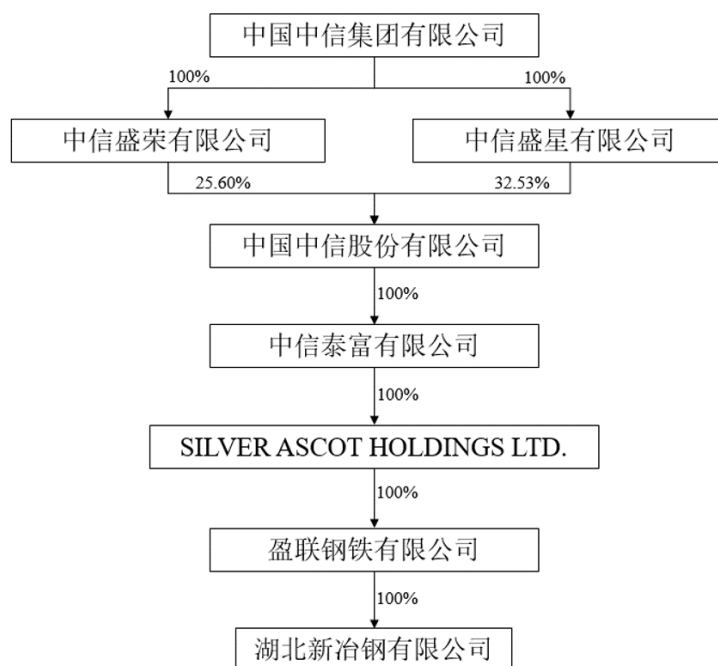 中国中信集团有限公司
100%
100%
中信盛荣有限公司
中信盛星有限公司
25.60%
32.53%
中国中信股份有限公司
100%
中信泰富有限公司
100%
SILVER ASCOT HOLDINGS LTD.
100%
盈联钢铁有限公司
100%
湖北新冶钢有限公司